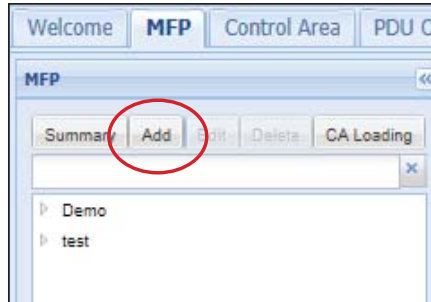 Welcome MFP Control Area PDU
MFP
Summary Add Edit Delete CA Loading
Demo
test